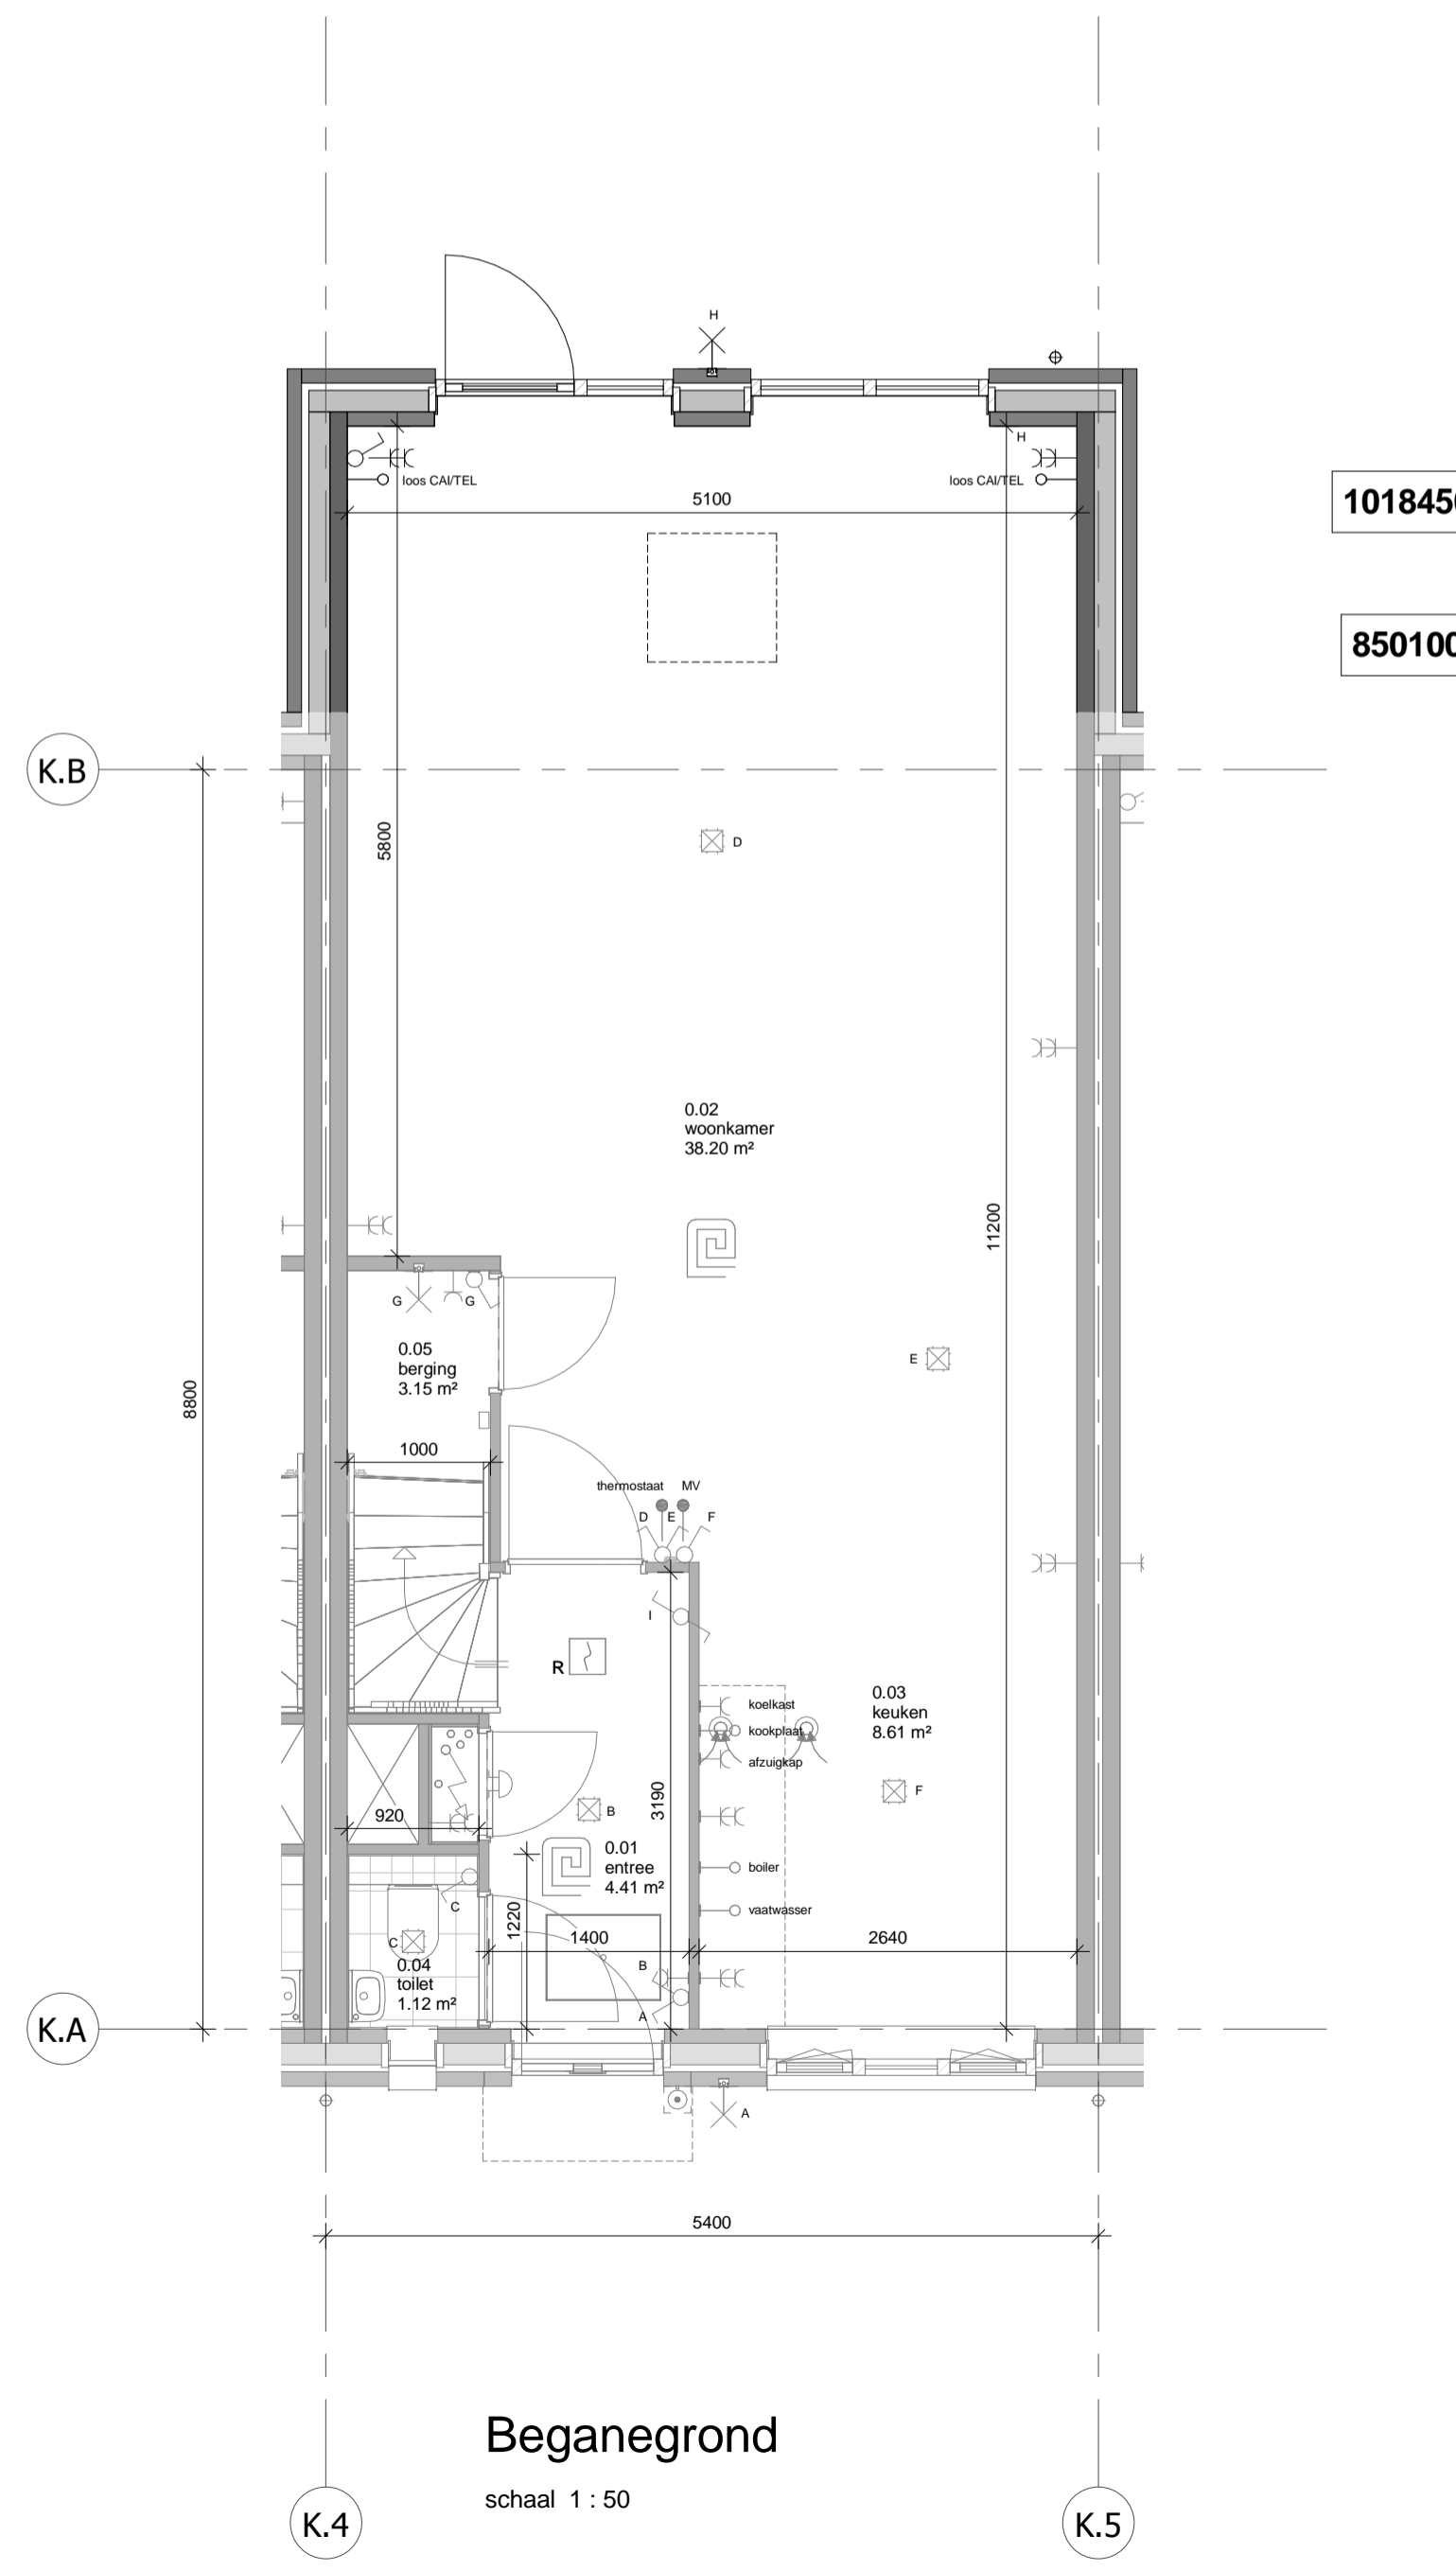 H
H
loos CAI/TEL
loos CAI/TEL
5100
K.B
5800
D
0.02
woonkamer
38.20 m²
11200
G
G
0.05
berging
3.15 m²
E
8800
1000
thermostaat
MV
D
E
F
I
R
koelkast
kookplaat
afzuigkap
0.03
keuken
8.61 m²
F
920
3190
B
0.01
entree
4.41 m²
boiler
vaatwasser
C
C
0.04
toilet
1.12 m²
1220
1400
2640
B
A
K.A
A
5400
Beganegrond
schaal 1 : 50
K.4
K.5